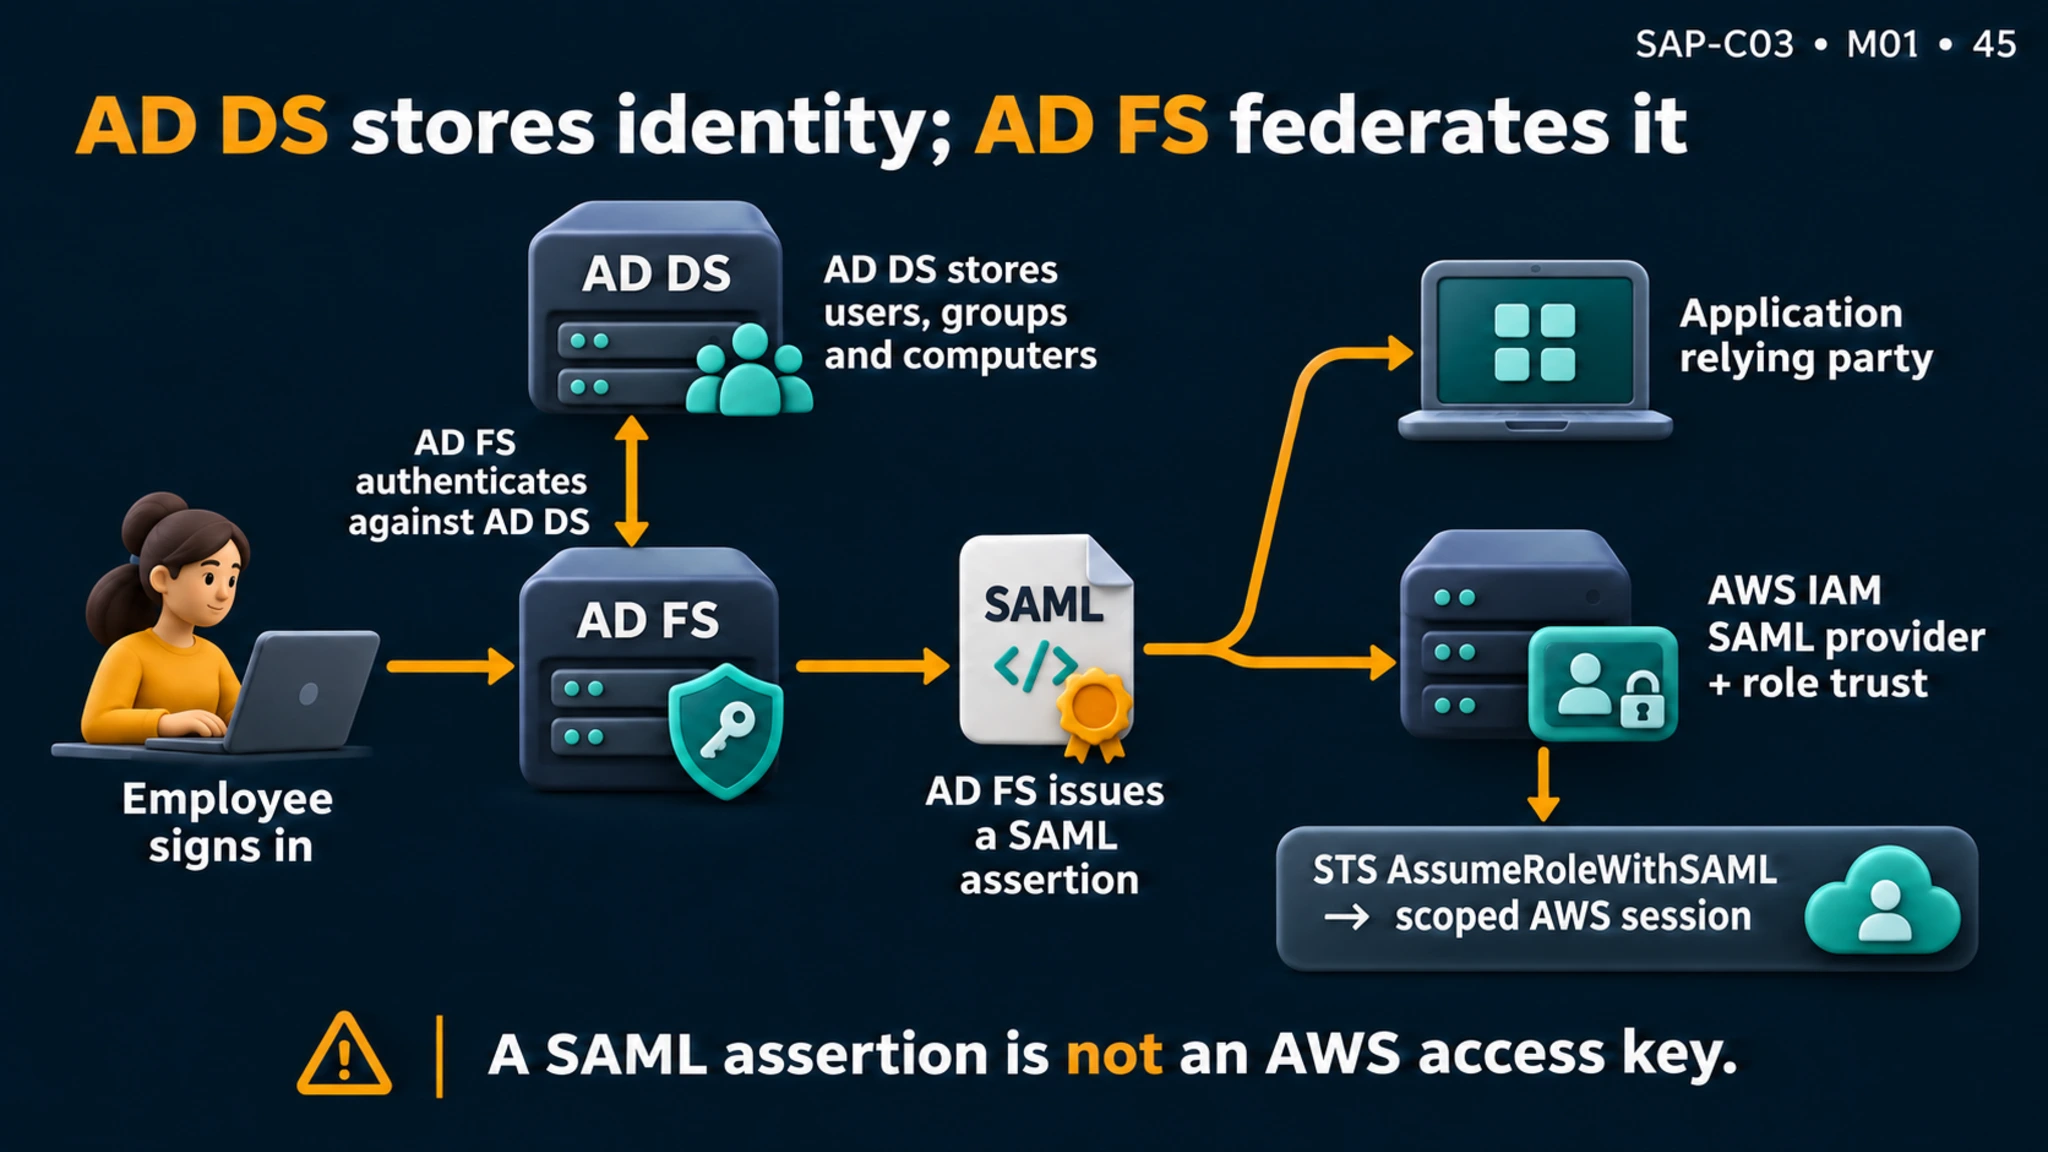 SAP-C03 • M01 • 45
AD DS stores identity; AD FS federates it
AD DS
AD DS stores
users, groups
and computers
AD FS
authenticates
against AD DS
Employee
signs in
AD FS
SAML
</>
AD FS issues
a SAML
assertion
Application
relying party
AWS IAM
SAML provider
+ role trust
STS AssumeRoleWithSAML
→ scoped AWS session
A SAML assertion is not an AWS access key.